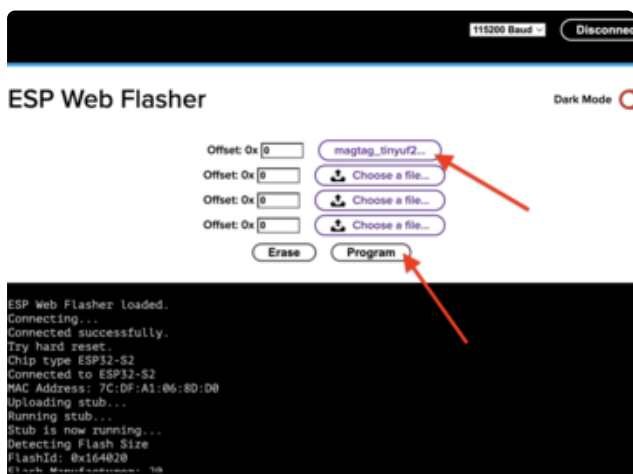 115200 Baud Disconnec
ESP Web Flasher
Dark Mode
Offset: 0x 0 magtag_tinyuf2...
Offset: 0x 0 Choose a file...
Offset: 0x 0 Choose a file...
Offset: 0x 0 Choose a file...
Erase Program
ESP Web Flasher loaded.
Connecting...
Connected successfully.
Try hard reset.
Chip type ESP32-S2
Connected to ESP32-S2
MAC Address: 7C:DF:A1:06:8D:D0
Uploading stub...
Running stub...
Stub is now running...
Detecting Flash Size
FlashId: 0x164020
Flash Manufacturer: 20